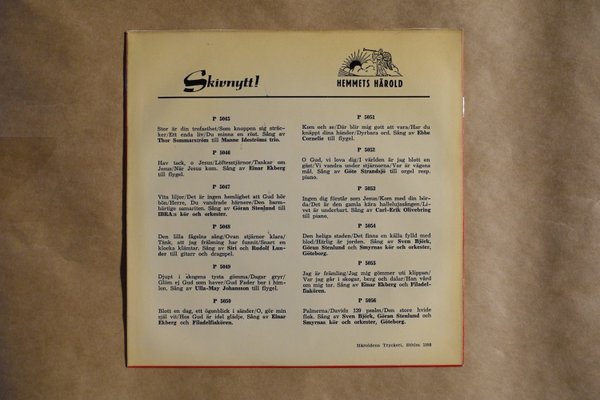 Skivnytt!
HEMMETS HÄROLD
P 5045
Stor är din trofasthet/Som knoppen sig sträc-
ker/Ett enda liv/Du minns en röst. Sång av
Thor Sommarström till Manne Ideströms trio.
P 5046
Hav tack, o Jesus/Löftesstjärnor/Tankar om
Jesus/När Jesus kom. Sång av Einar Ekberg
till flygel.
P 5047
Vita liljor/Det är ingen hemlighet att Gud hör
bön/Herre, Du vandrade härnere/Den barm-
härtige samariten. Sång av Göran Stenlund till
IBRA:s kör och orkester.
P 5048
Den lilla fågelns sång/Ovan stjärnor klara/
Tänk, att jag frälsning har funnit/Snart en
klocka klämtar. Sång av Siri och Rudolf Lun-
der till gitarr och dragspel.
P 5049
Djupt i skogens tysta gömma/Dagar gry/
Glöm ej Gud som haver/Gud Fader bor i him-
len. Sång av Ulla-May Johansson till flygel.
P 5050
Blott en dag, ett ögonblick i sänder/O, gör min
själ vit/Hos Gud är idel glädje. Sång av Einar
Ekberg och Filadelfiakören.
P 5051
Kom och se/Där blir mig gott att vara/Har du
knäppt dina händer/Dyrbara ord. Sång av Ebbe
Cornelie till flygel.
P 5052
O Gud, vi lova dig/I världen är jag blott en
gäst/Vi vandra under stjärnorna/Var är vägens
mål. Sång av Göte Strandsjö till orgel resp.
piano.
P 5053
Ingen dig förstår som Jesus/Kom med din bör-
da/Det är den gamla kära hallelujasången/Li-
vet är underbart. Sång av Carl-Erik Olivebring
till piano.
P 5054
Den heliga staden/Det finns en källa fylld med
blod/Härlig är jorden. Sång av Sven Björk,
Göran Stenlund och Smyrnas kör och orkester,
Göteborg.
P 5055
Jag är främling/Jag mig gömmer uti klippan/
Var jag går i skogar, berg och dalar/Han vård
om mig tar. Sång av Einar Ekberg och Filadel-
fiakören.
P 5056
Palmerna/Davids 120 psalm/Den store hvide
flok. Sång av Sven Björk, Göran Stenlund och
Smyrnas kör och orkester, Göteborg.
Häroldens Tryckeri, Sthlm 1958